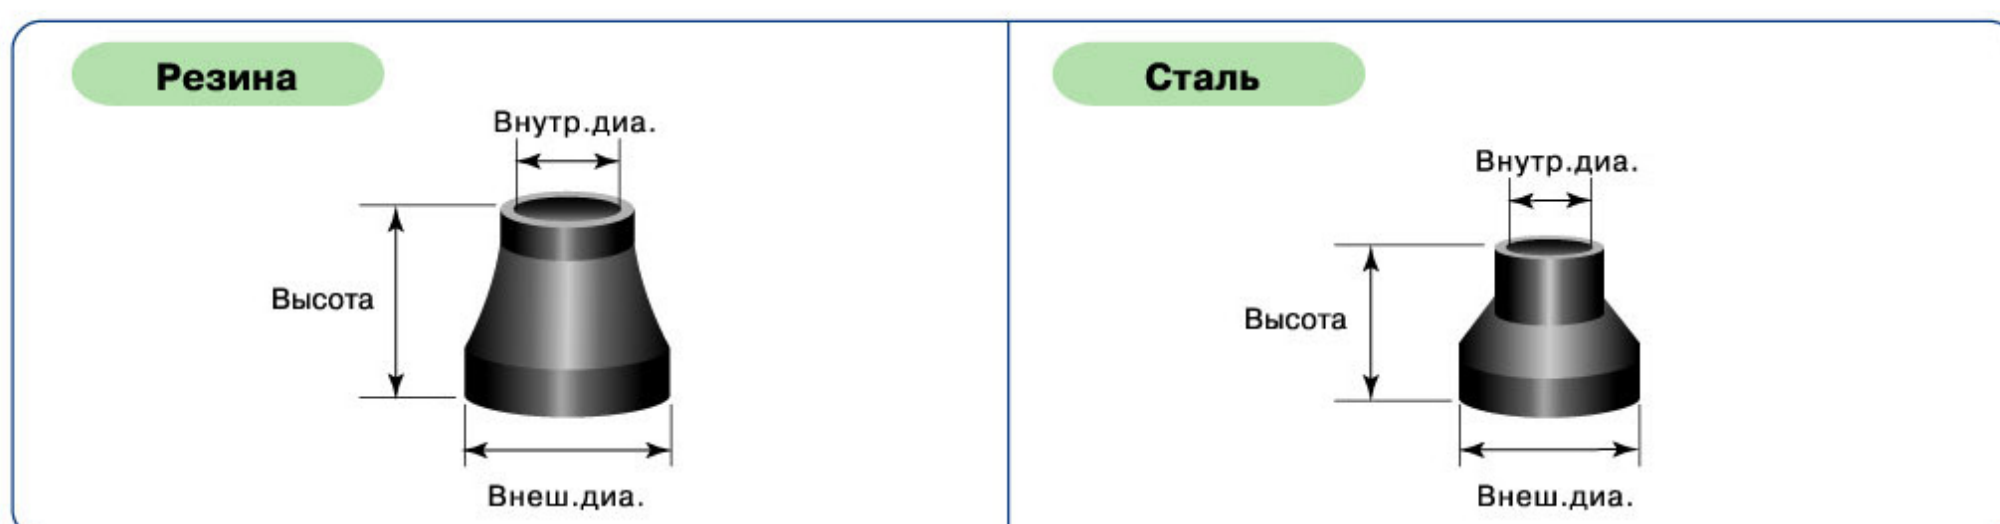 Резина
Внутр.диа.
Высота
Внеш.диа.
Сталь
Внутр.диа.
Высота
Внеш.диа.